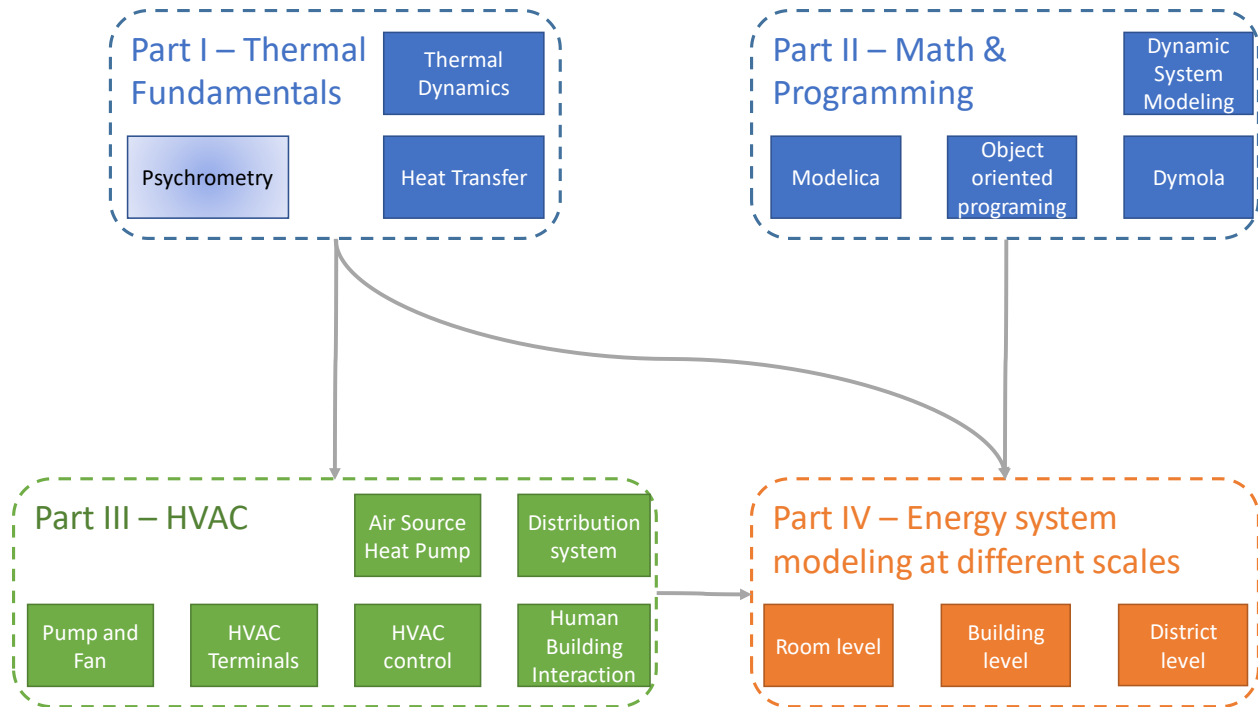 Part I – Thermal
Fundamentals
Thermal
Dynamics
Psychrometry
Heat Transfer
Part II – Math &
Programming
Dynamic
System
Modeling
Modelica
Object
oriented
programing
Dymola
Part III – HVAC
Air Source
Heat Pump
Distribution
system
Pump and
Fan
HVAC
Terminals
HVAC
control
Human
Building
Interaction
Part IV – Energy system
modeling at different scales
Room level
Building
level
District
level